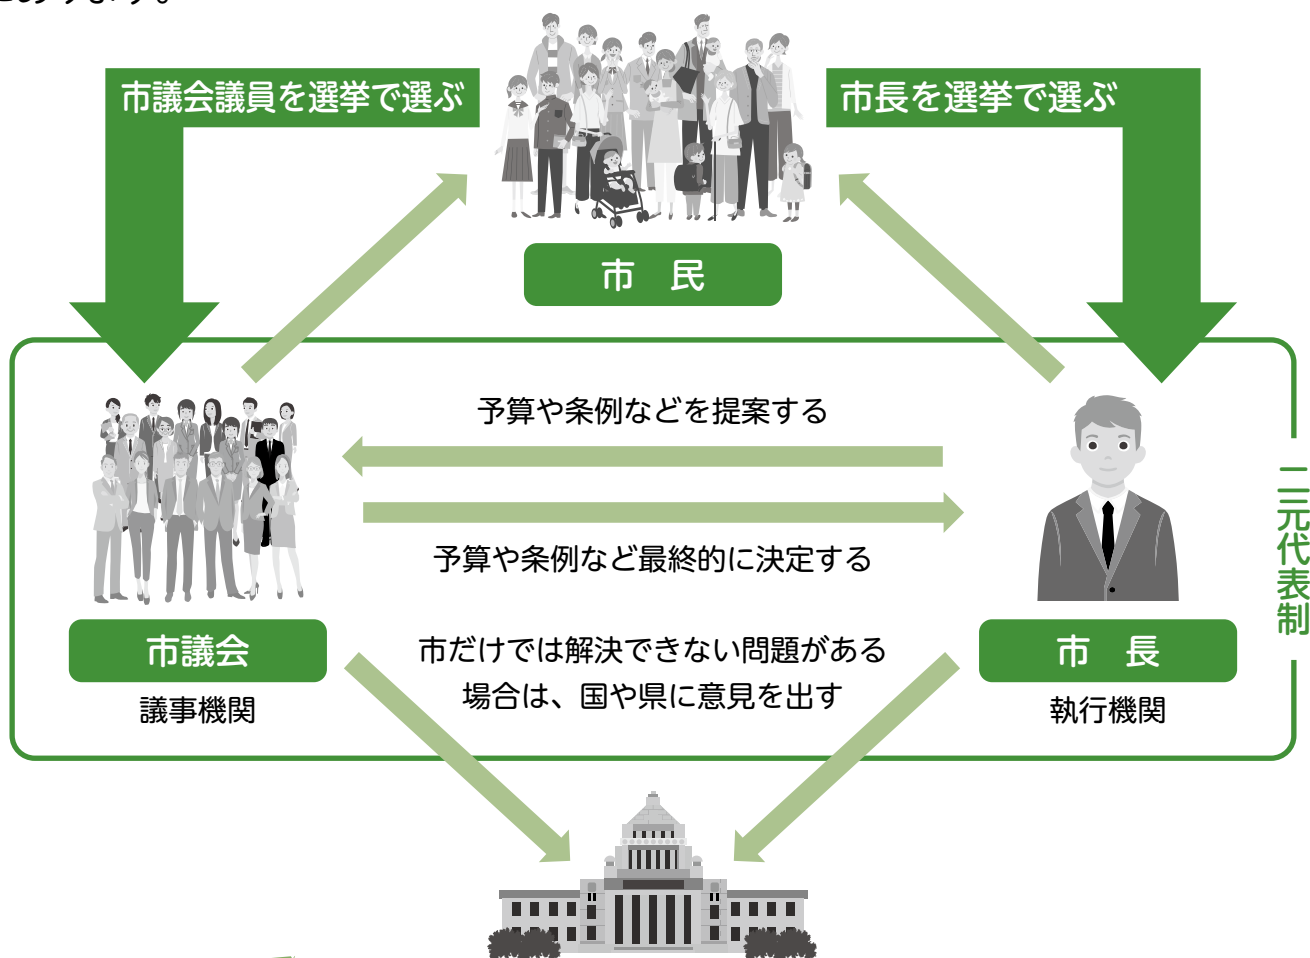 市議会議員を選挙で選ぶ
市長を選挙で選ぶ
市　民
予算や条例などを提案する
予算や条例など最終的に決定する
二元代表制
市議会
議事機関
市だけでは解決できない問題がある
場合は、国や県に意見を出す
市　長
執行機関